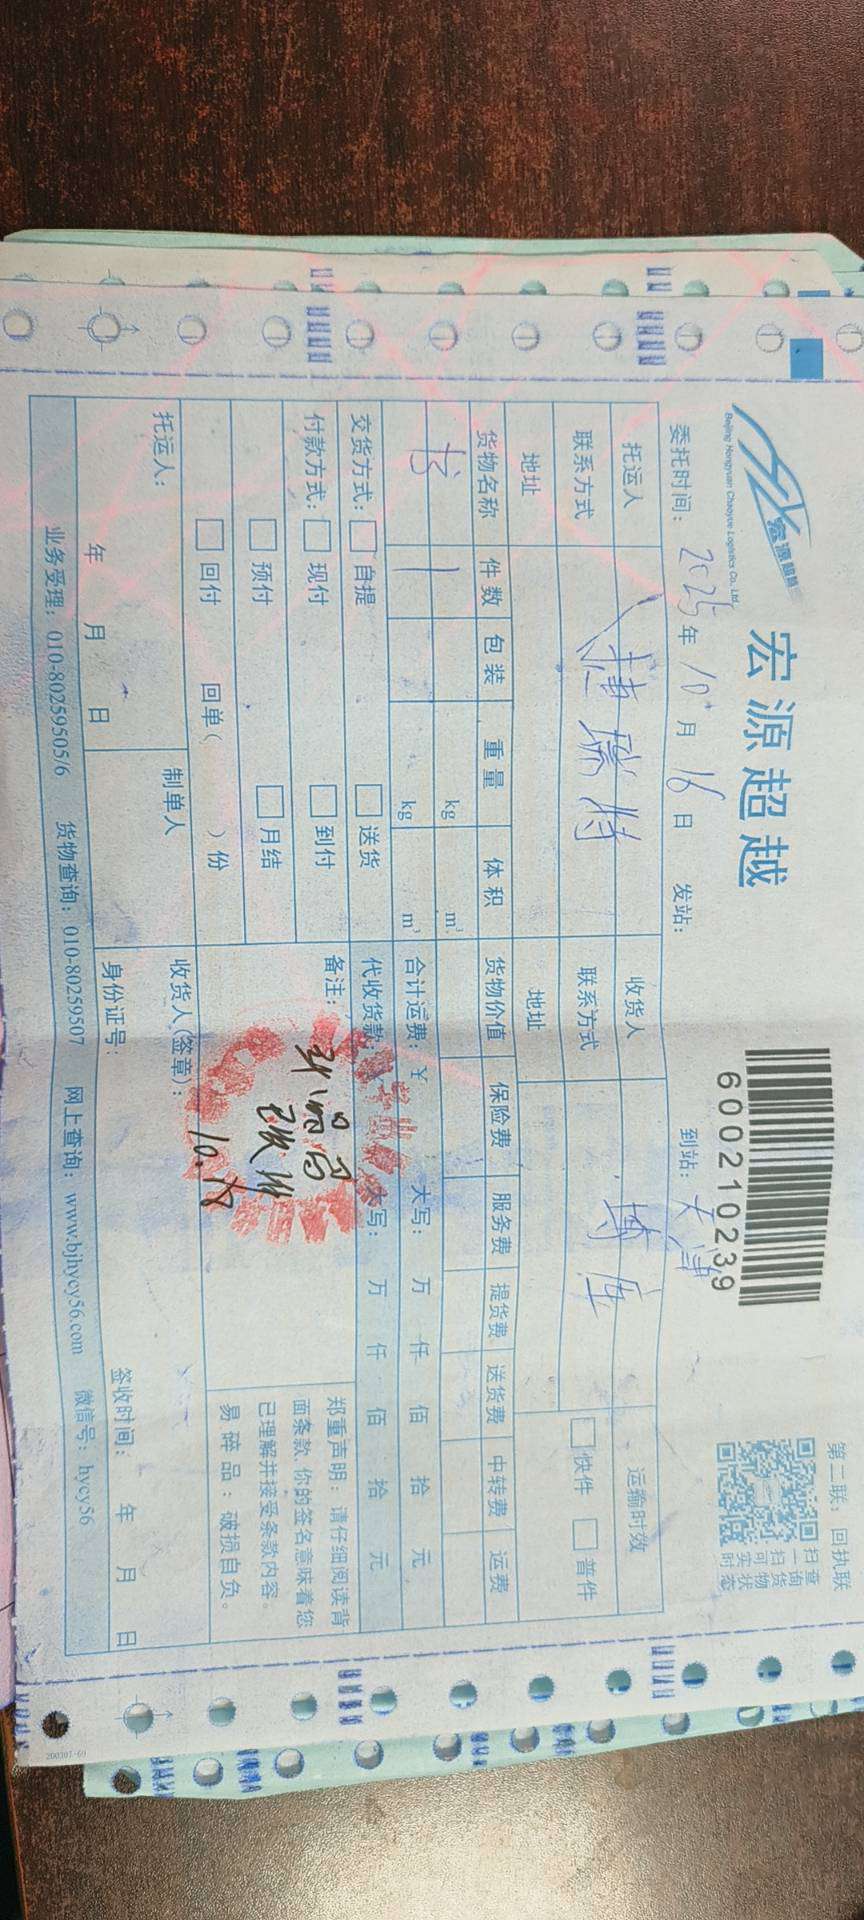 第二联：回执联
宏源超越
Beijing Hongyuan Chaoyue Logistics Co., Ltd.
宏源超越
6000210239
扫一扫可实时
查询货物状态
委托时间：2025年10月16日 发站： 到站：天津
托运人 捷瑞特 收货人 博库 运输时效
联系方式 联系方式 快件 普件
地址 地址
货物名称 件数 包装 重量 体积 货物价值 保险费 服务费 提货费 送货费 中转费 运费
书 1 kg m³
kg m³ 合计运费：￥ 大写： 万 仟 佰 拾 元
交货方式： 自提 送货 代收货款： 大写： 万 仟 佰 拾 元
付款方式： 现付 到付 备注：
预付 月结
回付 回单（ ）份
10.18
郑重声明：请仔细阅读背
面条款，你的签名意味着您
已理解并接受条款内容。
易碎品：破损自负。
托运人： 制单人 收货人（签章）：
年 月 日 身份证号： 签收时间： 年 月 日
业务受理：010-80259505/6 货物查询：010-80259507 网上查询：www.bjhycy56.com 微信号：hycy56